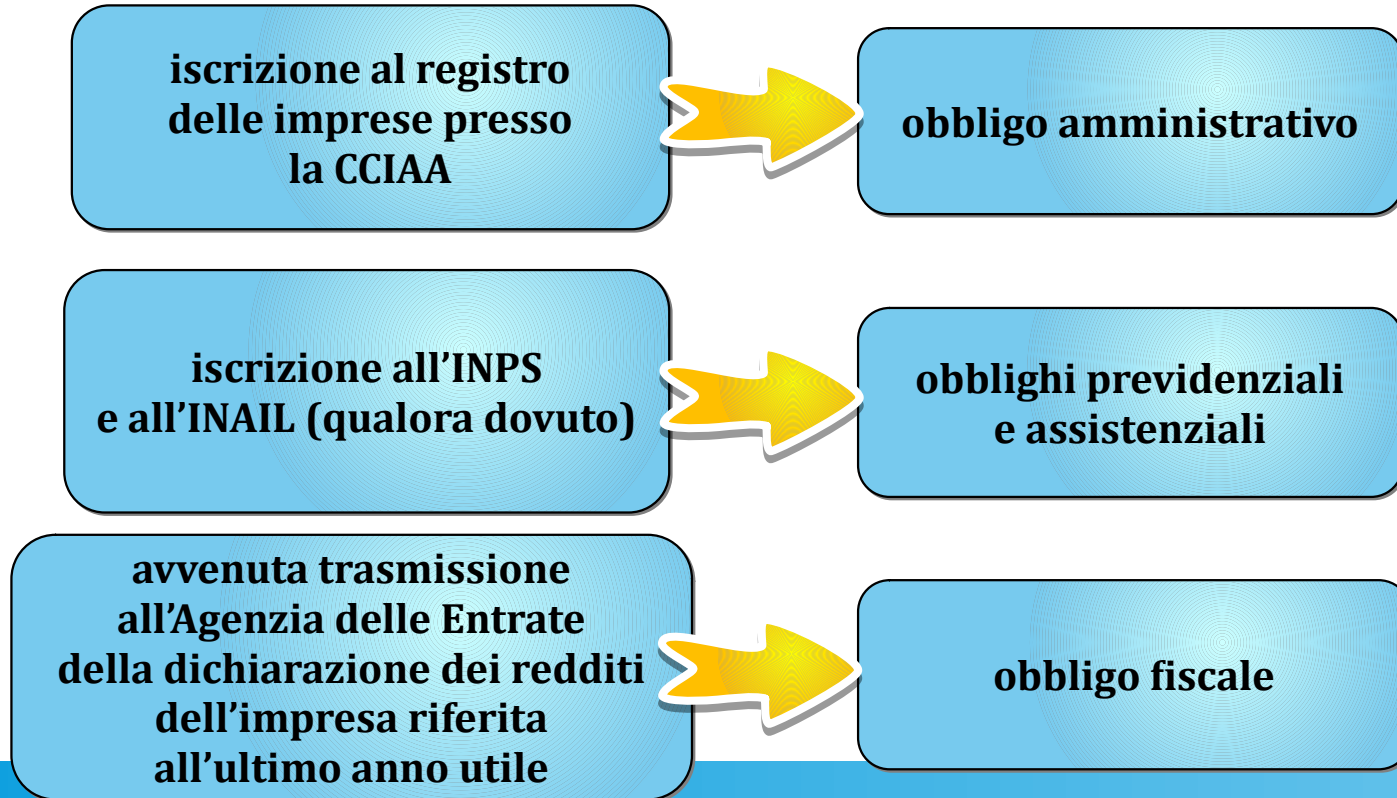 iscrizione al registro
delle imprese presso
la CCIAA
obbligo amministrativo
iscrizione all’INPS
e all’INAIL (qualora dovuto)
obblighi previdenziali
e assistenziali
avvenuta trasmissione
all’Agenzia delle Entrate
della dichiarazione dei redditi
dell’impresa riferita
all’ultimo anno utile
obbligo fiscale